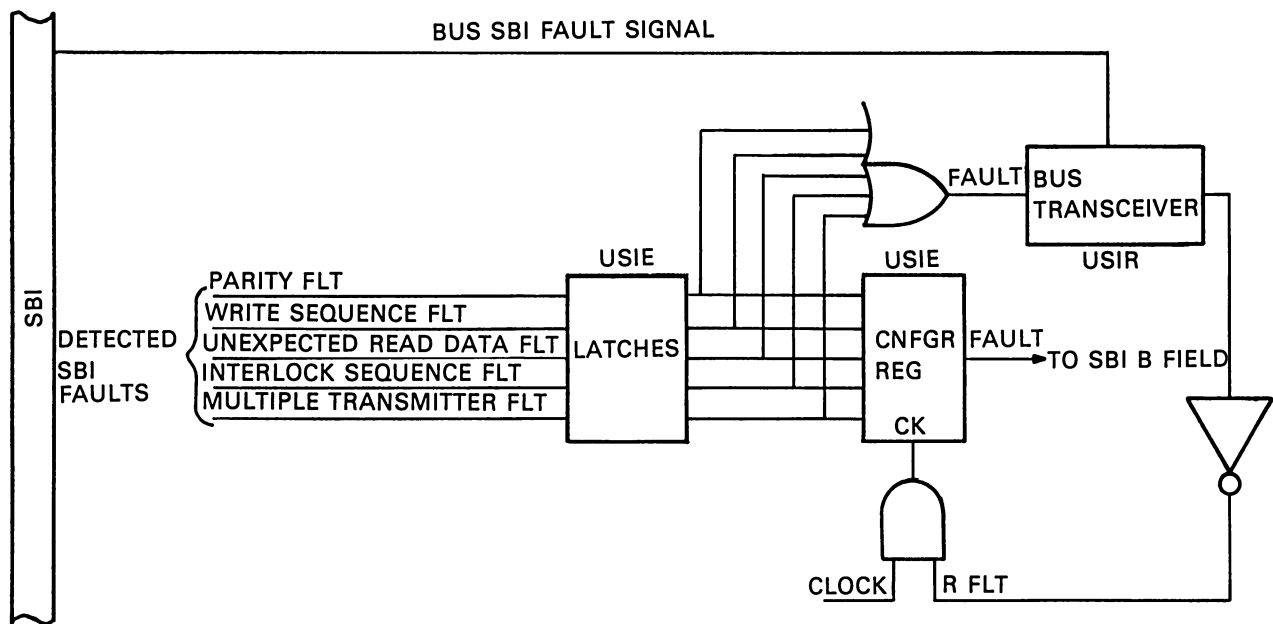 BUS SBI FAULT SIGNAL
SBI
FAULT
BUS
TRANSCEIVER
USIR
USIE
USIE
DETECTED
SBI
FAULTS
PARITY FLT
WRITE SEQUENCE FLT
UNEXPECTED READ DATA FLT
INTERLOCK SEQUENCE FLT
MULTIPLE TRANSMITTER FLT
LATCHES
CNFGR
REG
CK
FAULT
TO SBI B FIELD
CLOCK
R FLT